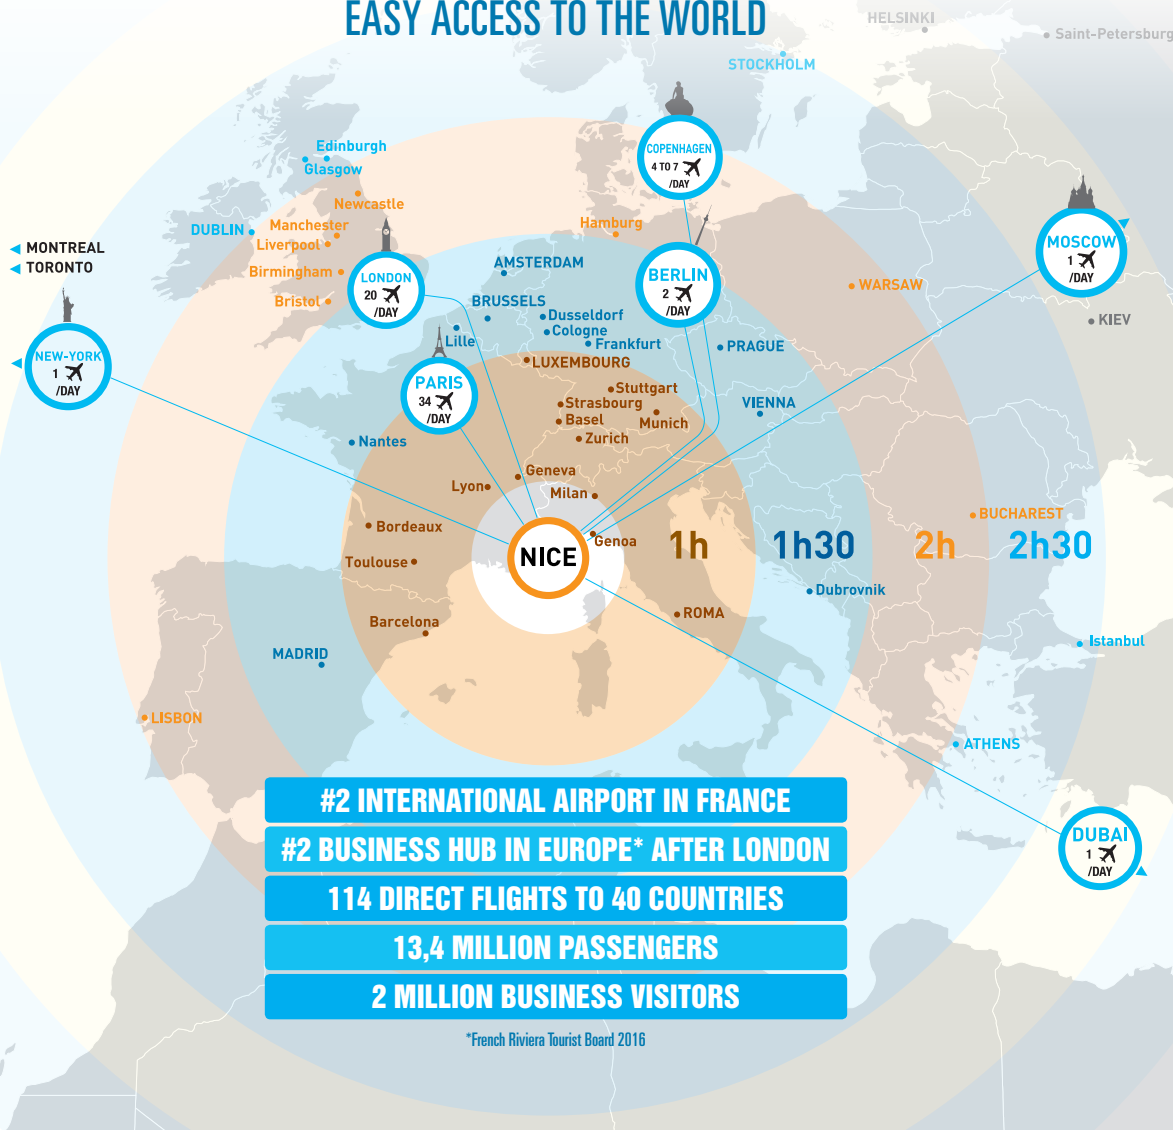 EASY ACCESS TO THE WORLD
HELSINKI
Saint-Petersburg
STOCKHOLM
COPENHAGEN
4 TO 7
/DAY
Edinburgh
Glasgow
Newcastle
DUBLIN
Manchester
Liverpool
Hamburg
MONTREAL
TORONTO
MOSCOW
1
/DAY
Birmingham
LONDON
20
/DAY
AMSTERDAM
BERLIN
2
/DAY
WARSAW
Bristol
BRUSSELS
Dusseldorf
Cologne
KIEV
Lille
Frankfurt
PRAGUE
NEW-YORK
1
/DAY
LUXEMBOURG
PARIS
34
/DAY
Stuttgart
Strasbourg
Basel
Munich
VIENNA
Nantes
Zurich
Geneva
Lyon
Milan
Bordeaux
BUCHAREST
Genoa
NICE
1h
1h30
2h
2h30
Toulouse
Dubrovnik
Barcelona
ROMA
Istanbul
MADRID
LISBON
ATHENS
#2 INTERNATIONAL AIRPORT IN FRANCE
#2 BUSINESS HUB IN EUROPE* AFTER LONDON
DUBAI
1
/DAY
114 DIRECT FLIGHTS TO 40 COUNTRIES
13,4 MILLION PASSENGERS
2 MILLION BUSINESS VISITORS
*French Riviera Tourist Board 2016